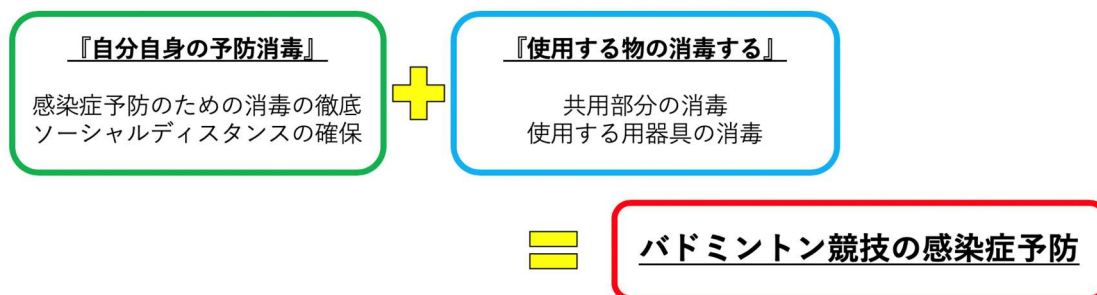 『自分自身の予防消毒』
感染症予防のための消毒の徹底
ソーシャルディスタンスの確保
『使用する物の消毒する』
共用部分の消毒
使用する用器具の消毒
バドミントン競技の感染症予防